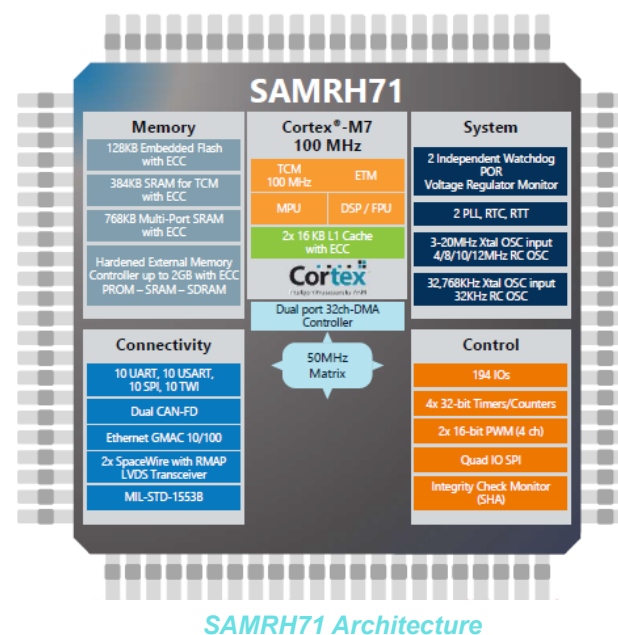 SAMRH71
Memory
128KB Embedded Flash
with ECC
384KB SRAM for TCM
with ECC
768KB Multi-Port SRAM
with ECC
Hardened External Memory
Controller up to 2GB with ECC
PROM – SRAM – SDRAM
Cortex®-M7
100 MHz
TCM
100 MHz
ETM
MPU
DSP / FPU
2x 16 KB L1 Cache
with ECC
Cortex
Dual port 32ch-DMA
Controller
50MHz
Matrix
System
2 Independent Watchdog
POR
Voltage Regulator Monitor
2 PLL, RTC, RTT
3-20MHz Xtal OSC input
4/8/10/12MHz RC OSC
32,768KHz Xtal OSC input
32KHz RC OSC
Connectivity
10 UART, 10 USART,
10 SPI, 10 TWI
Dual CAN-FD
Ethernet GMAC 10/100
2x SpaceWire with RMAP
LVDS Transceiver
MIL-STD-1553B
Control
194 IOs
4x 32-bit Timers/Counters
2x 16-bit PWM (4 ch)
Quad IO SPI
Integrity Check Monitor
(SHA)
SAMRH71 Architecture